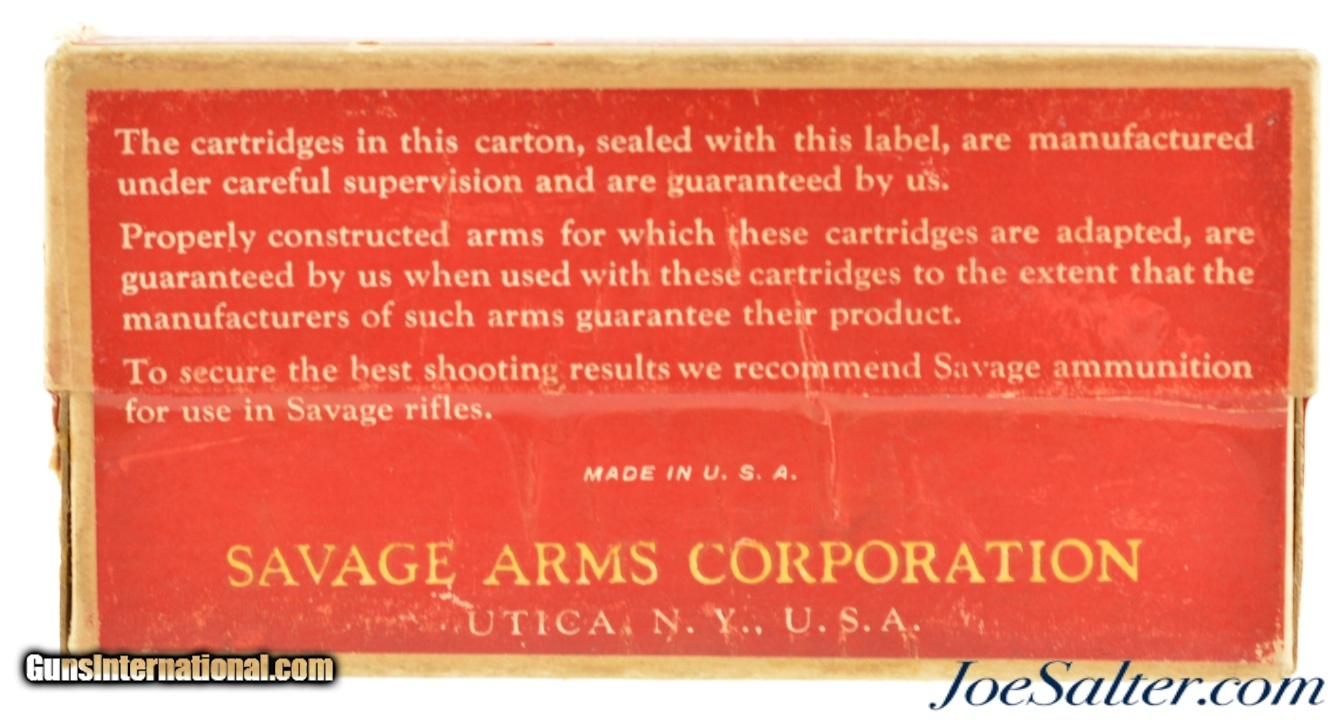 The cartridges in this carton, sealed with this label, are manufactured
under careful supervision and are guaranteed by us.
Properly constructed arms for which these cartridges are adapted, are
guaranteed by us when used with these cartridges to the extent that the
manufacturers of such arms guarantee their product.
To secure the best shooting results we recommend Savage ammunition
for use in Savage rifles.
MADE IN U. S. A.
SAVAGE ARMS CORPORATION
UTICA, N. Y., U. S. A.
GunsInternational.com
JoeSalter.com